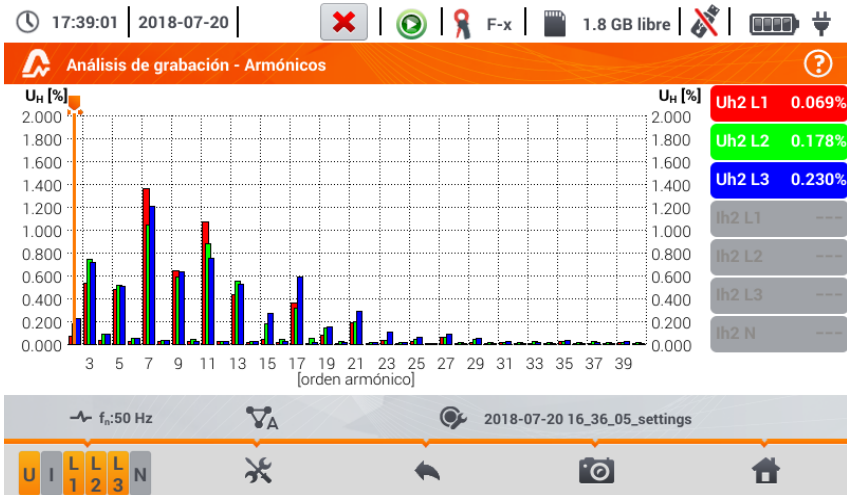 17:39:01 2018-07-20 F-x 1.8 GB libre
Análisis de grabación - Armónicos ?
U_H [%] U_H [%]
2.000 2.000
1.800 1.800
1.600 1.600
1.400 1.400
1.200 1.200
1.000 1.000
0.800 0.800
0.600 0.600
0.400 0.400
0.200 0.200
0.000 0.000
3 5 7 9 11 13 15 17 19 21 23 25 27 29 31 33 35 37 39
[orden armónico]
Uh2 L1 0.069%
Uh2 L2 0.178%
Uh2 L3 0.230%
Ih2 L1 ---
Ih2 L2 ---
Ih2 L3 ---
Ih2 N ---
fn:50 Hz A 2018-07-20 16_36_05_settings
U I L1 L2 L3 N